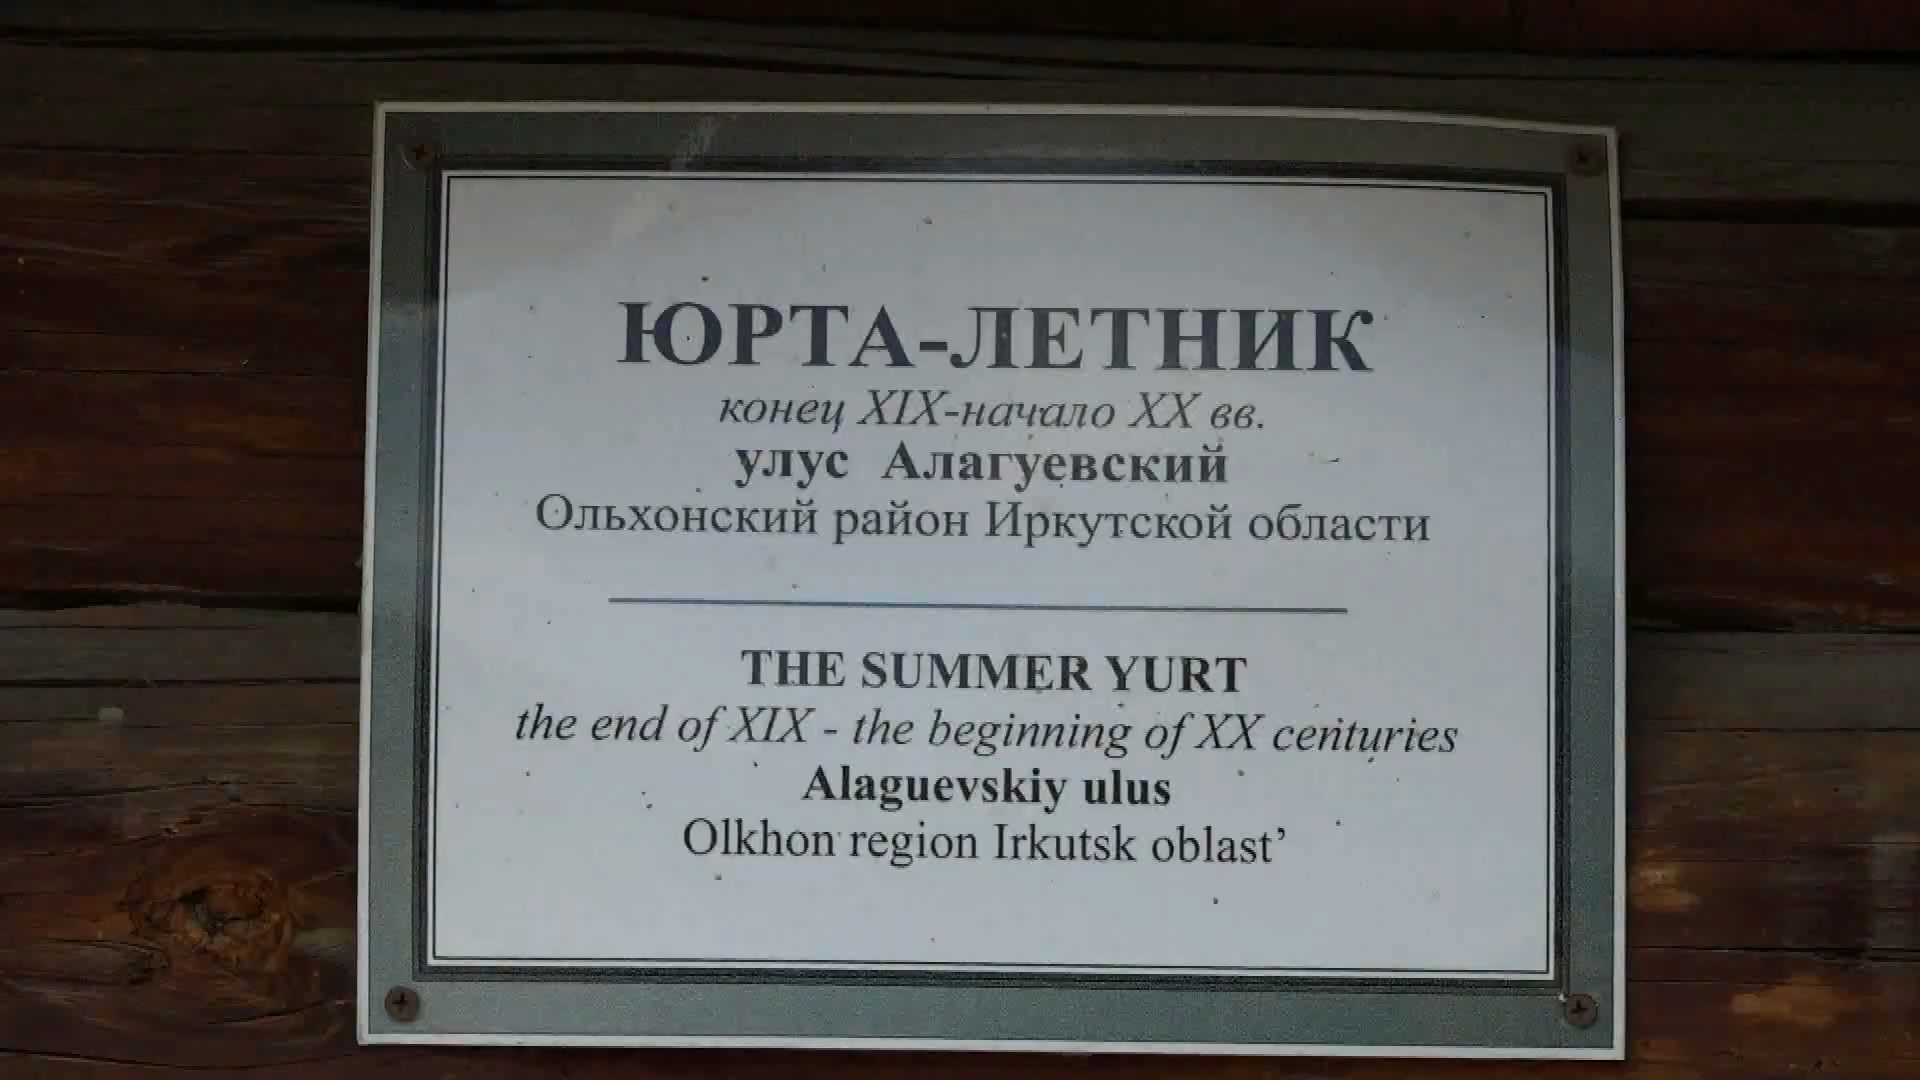 ЮРТА-ЛЕТНИК
конец XIX-начало XX вв.
улус Алагуевский
Ольхонский район Иркутской области
THE SUMMER YURT
the end of XIX - the beginning of XX centuries
Alaguevskiy ulus
Olkhon region Irkutsk oblast’